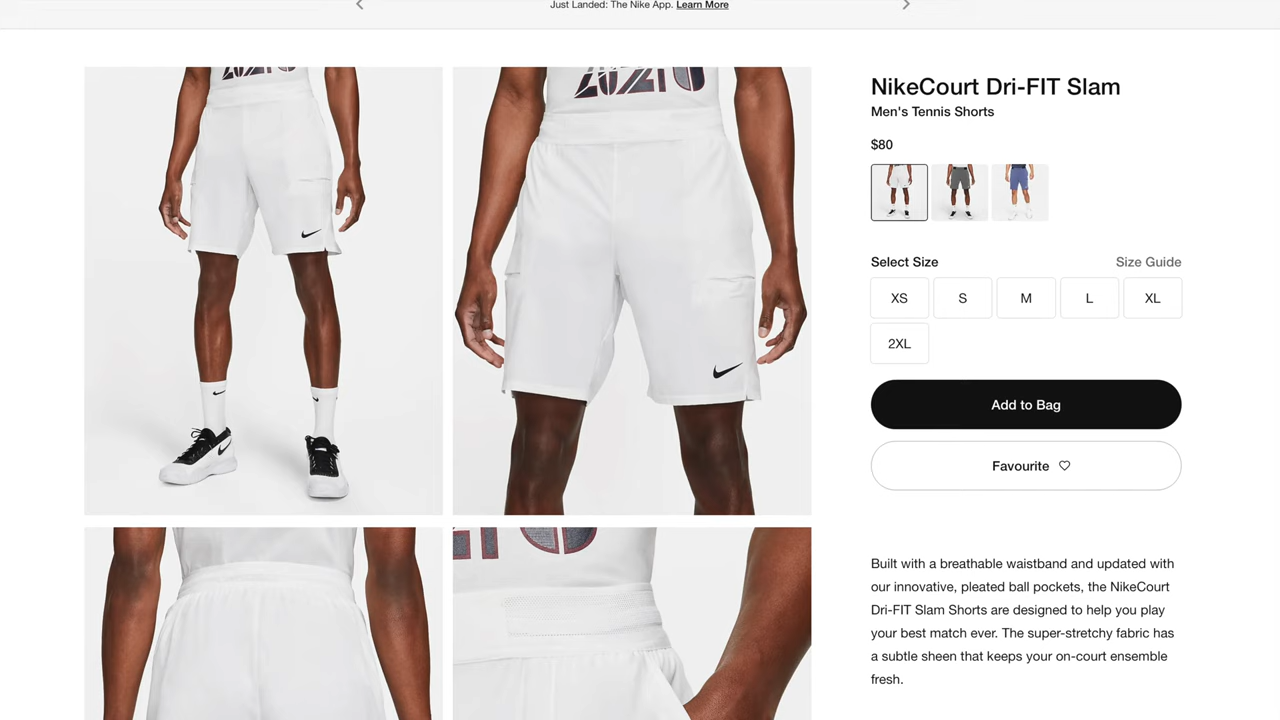 Just Landed: The Nike App. Learn More
NikeCourt Dri-FIT Slam
Men's Tennis Shorts
$80
Select Size
Size Guide
XS
S
M
L
XL
2XL
Add to Bag
Favourite
Built with a breathable waistband and updated with
our innovative, pleated ball pockets, the NikeCourt
Dri-FIT Slam Shorts are designed to help you play
your best match ever. The super-stretchy fabric has
a subtle sheen that keeps your on-court ensemble
fresh.